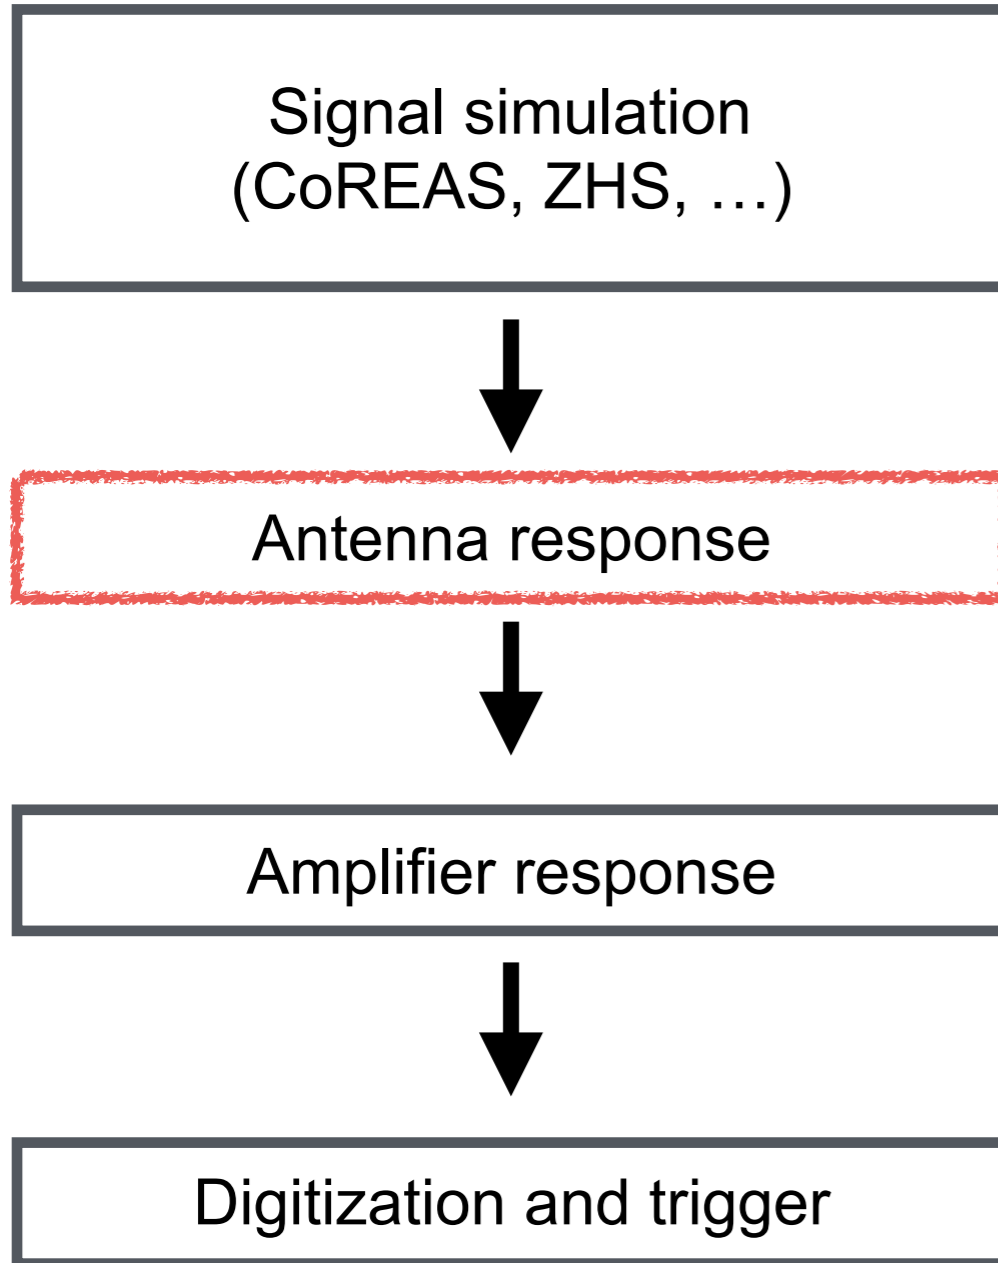 Signal simulation
(CoREAS, ZHS, …)
Antenna response
Amplifier response
Digitization and trigger